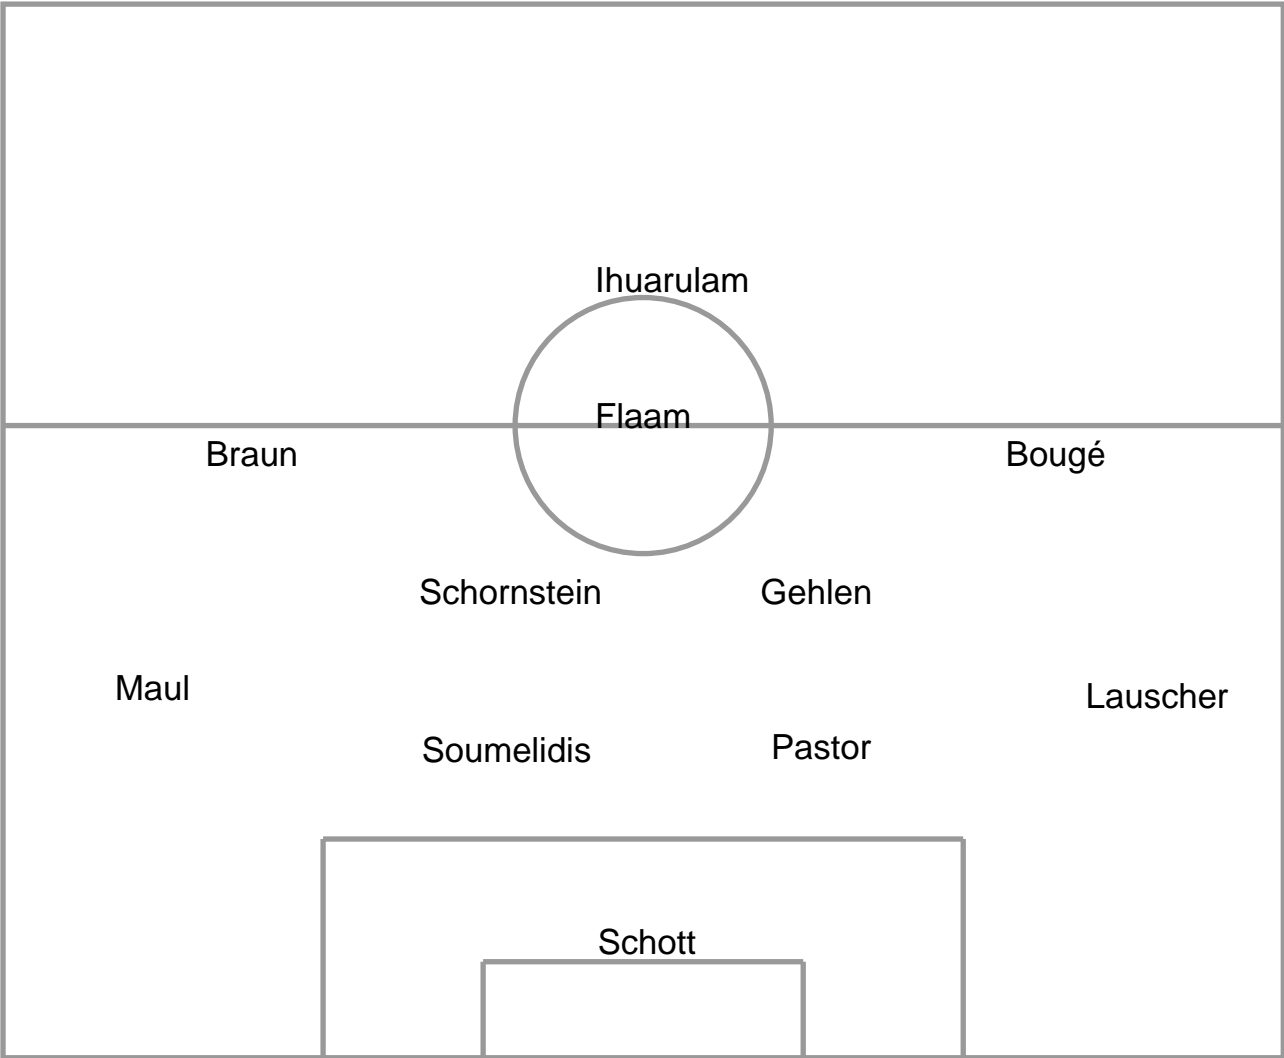 Ihuarulam
Flaam
Braun
Bougé
Schornstein
Gehlen
Maul
Lauscher
Soumelidis
Pastor
Schott